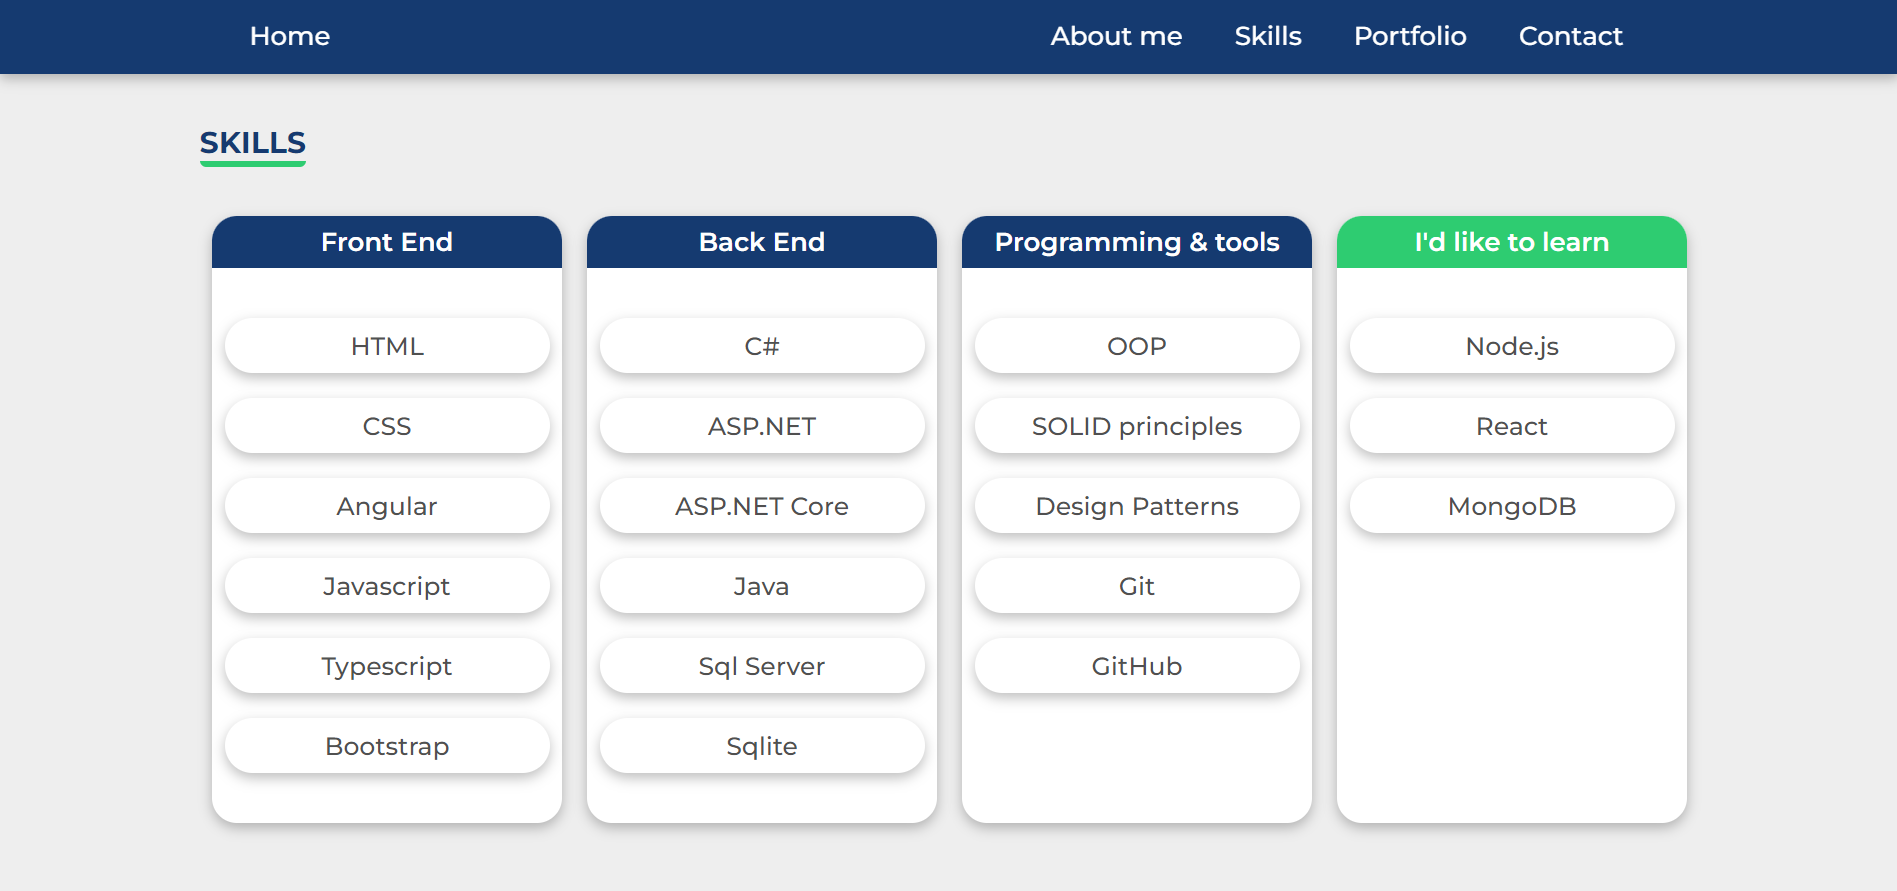 Home
About me
Skills
Portfolio
Contact
SKILLS
Front End
HTML
CSS
Angular
Javascript
Typescript
Bootstrap
Back End
C#
ASP.NET
ASP.NET Core
Java
Sql Server
Sqlite
Programming & tools
OOP
SOLID principles
Design Patterns
Git
GitHub
I'd like to learn
Node.js
React
MongoDB